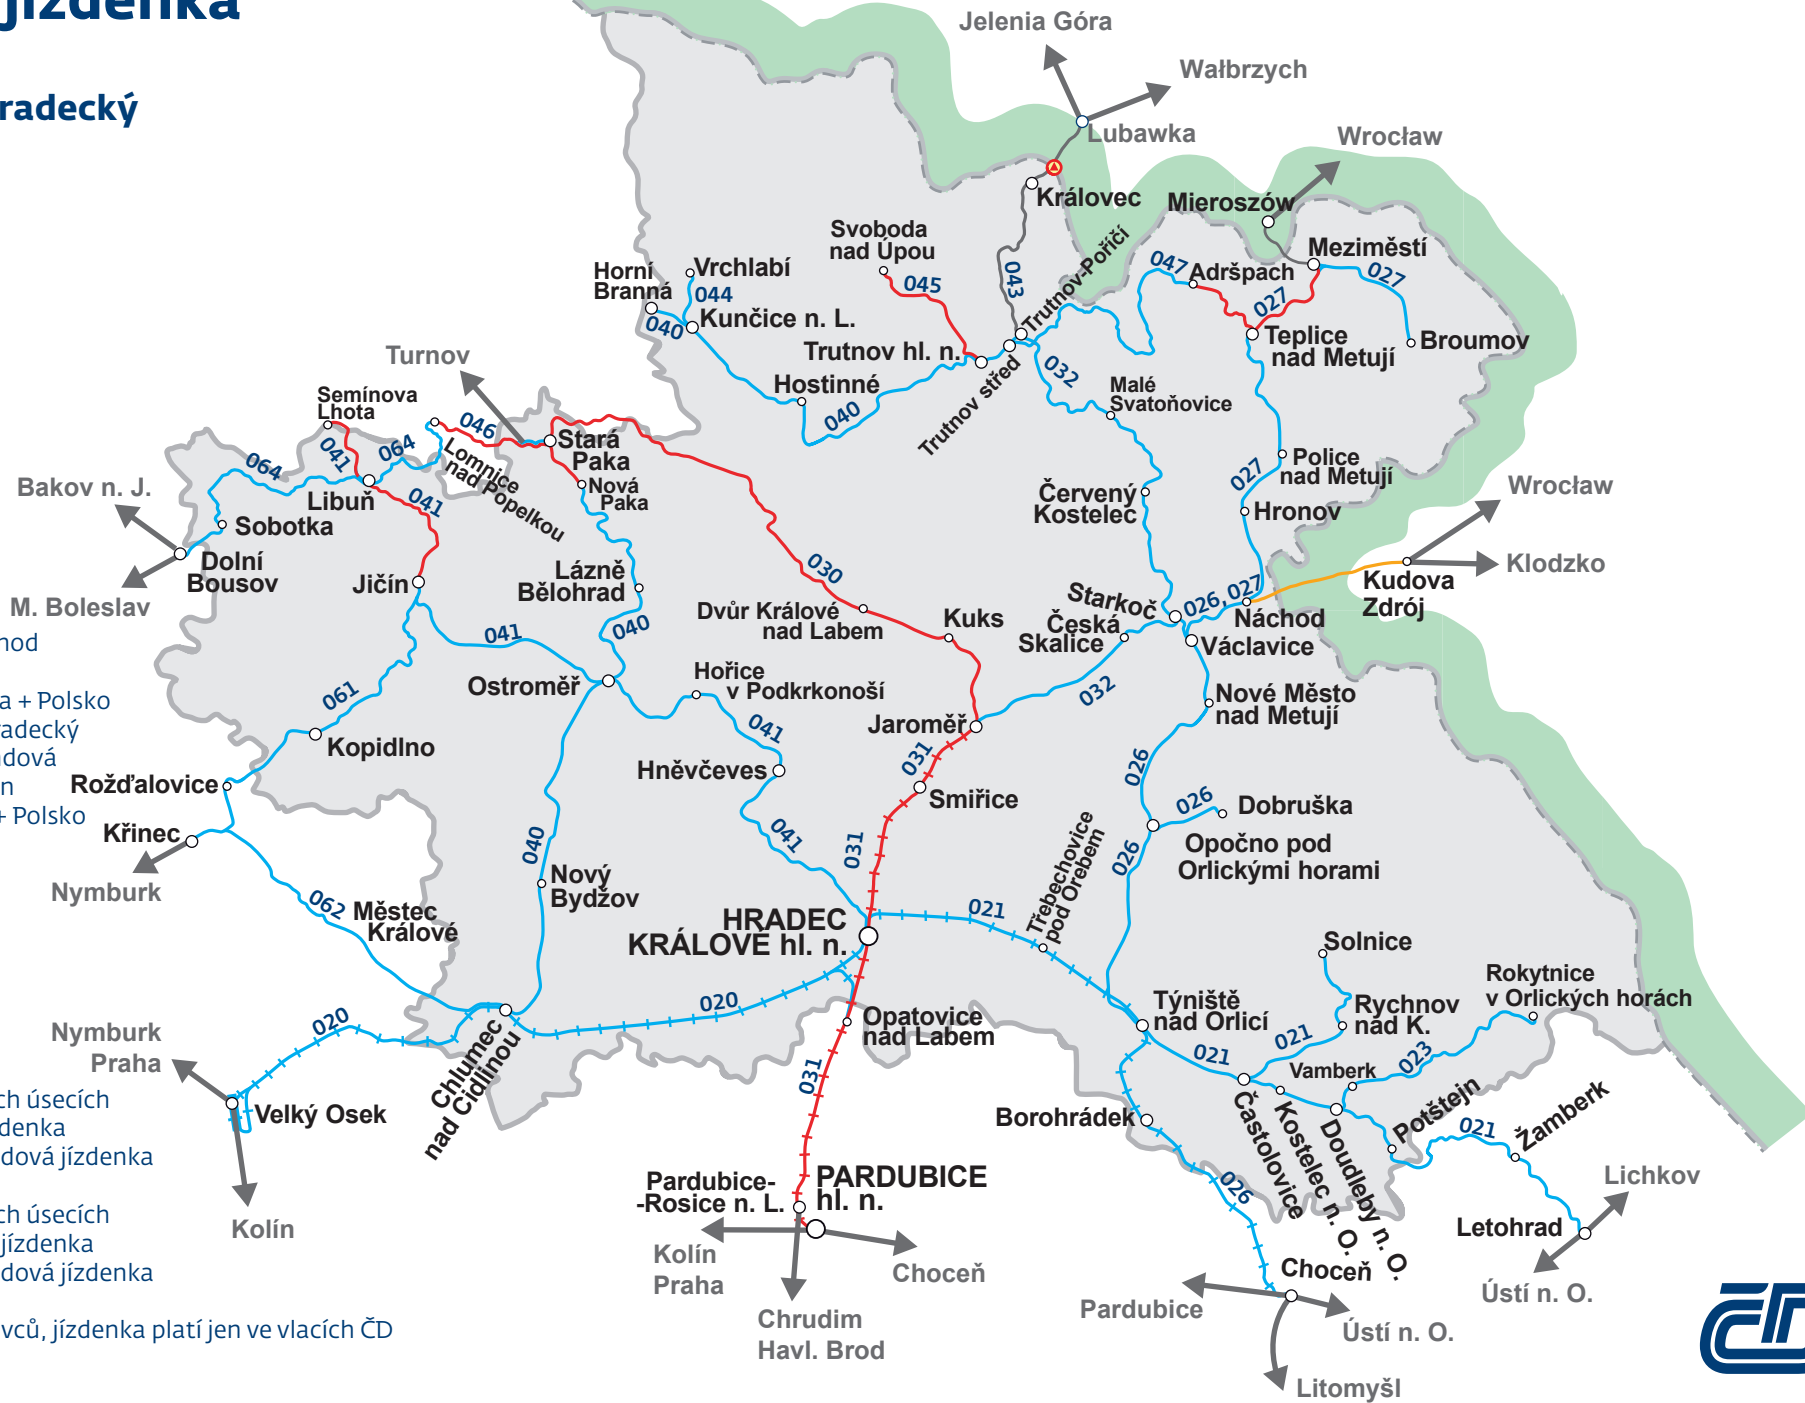 jízdenka
radecký
Jelenia Góra
Wałbrzych
Lubawka
Wrocław
Královec
Mieroszów
Meziměstí
Svoboda
nad Úpou
045
043
Trutnov-Poříčí
047
Adršpach
027
027
Horní
Branná
Vrchlabí
044
040
Kunčice n. L.
Trutnov hl. n.
Teplice
nad Metují
Broumov
Turnov
Hostinné
040
Trutnov střed
032
Malé
Svatoňovice
Semínova
Lhota
041
064
046
Stará
Paka
Lomnice
nad Popelkou
Nová
Paka
064
Libuň
041
Police
nad Metují
027
Bakov n. J.
Sobotka
Červený
Kostelec
Hronov
Wrocław
Dolní
Bousov
Jičín
Lázně
Bělohrad
030
Klodzko
Kudova
Zdrój
M. Boleslav
Dvůr Králové
nad Labem
Kuks
Starkoč
026, 027
Náchod
Česká
Skalice
Václavice
hod
041
040
a + Polsko
radecký
dová
n
+ Polsko
061
Ostroměř
Hořice
v Podkrkonoší
032
Nové Město
nad Metují
Kopidlno
041
Jaroměř
031
Rožďalovice
Hněvčeves
Smiřice
026
026
Dobruška
Křinec
040
041
031
Opočno pod
Orlickými horami
026
Nymburk
062
Městec
Králové
Nový
Bydžov
HRADEC
KRÁLOVÉ hl. n.
021
Třebechovice
pod Orebem
Solnice
Rokytnice
v Orlických horách
Nymburk
Praha
020
020
Chlumec
nad Cidlinou
Opatovice
nad Labem
Týniště
nad Orlicí
Rychnov
nad K.
021
021
023
Vamberk
031
ch úsecích
denka
dová jízdenka
Velký Osek
Borohrádek
Častolovice
Kostelec n. O.
Doudleby n. O.
Potštejn
021
Žamberk
Kolín
Pardubice-
-Rosice n. L.
PARDUBICE
hl. n.
026
Lichkov
Letohrad
ch úsecích
jízdenka
dová jízdenka
Kolín
Praha
Choceň
Choceň
Ústí n. O.
Chrudim
Havl. Brod
Pardubice
Ústí n. O.
vců, jízdenka platí jen ve vlacích ČD
Litomyšl
ČD